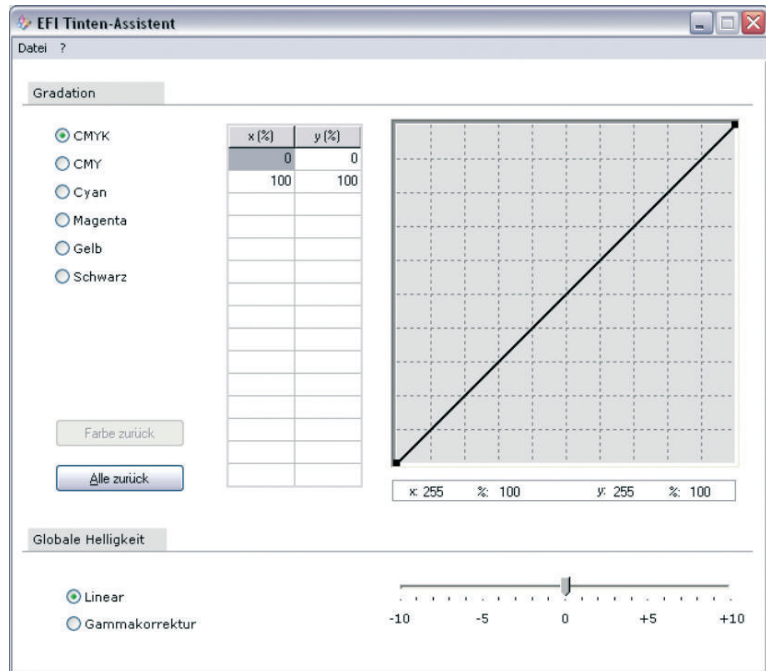 EFI Tinten-Assistent
Datei ?
Gradation
CMYK
CMY
Cyan
Magenta
Gelb
Schwarz
x (%) y (%)
0 0
100 100
Farbe zurück
Alle zurück
x: 255 %: 100 y: 255 %: 100
Globale Helligkeit
Linear
Gammakorrektur
-10 -5 0 +5 +10